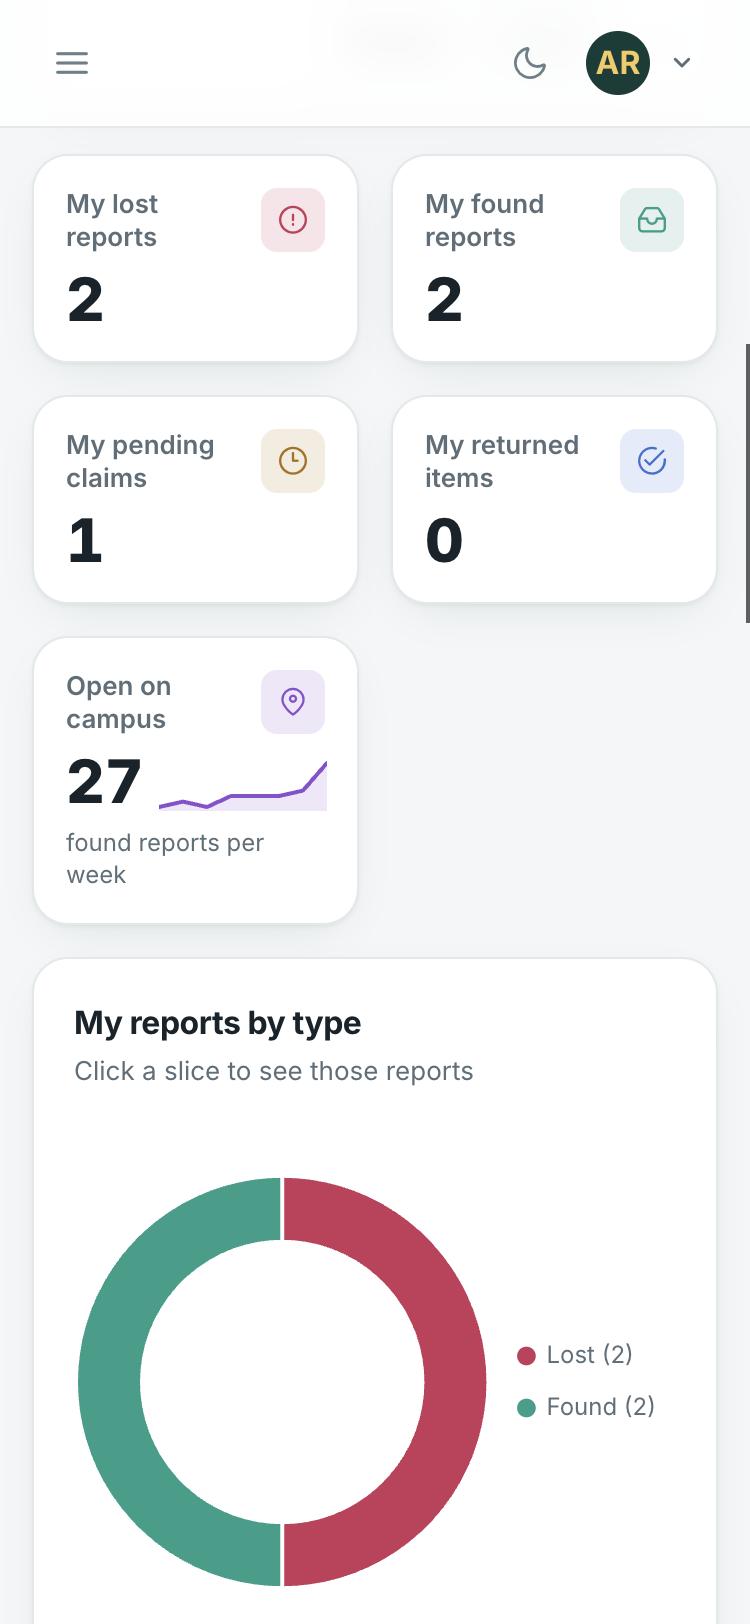 AR
My lost
reports
2
My found
reports
2
My pending
claims
1
My returned
items
0
Open on
campus
27
found reports per
week
My reports by type
Click a slice to see those reports
Lost (2)
Found (2)